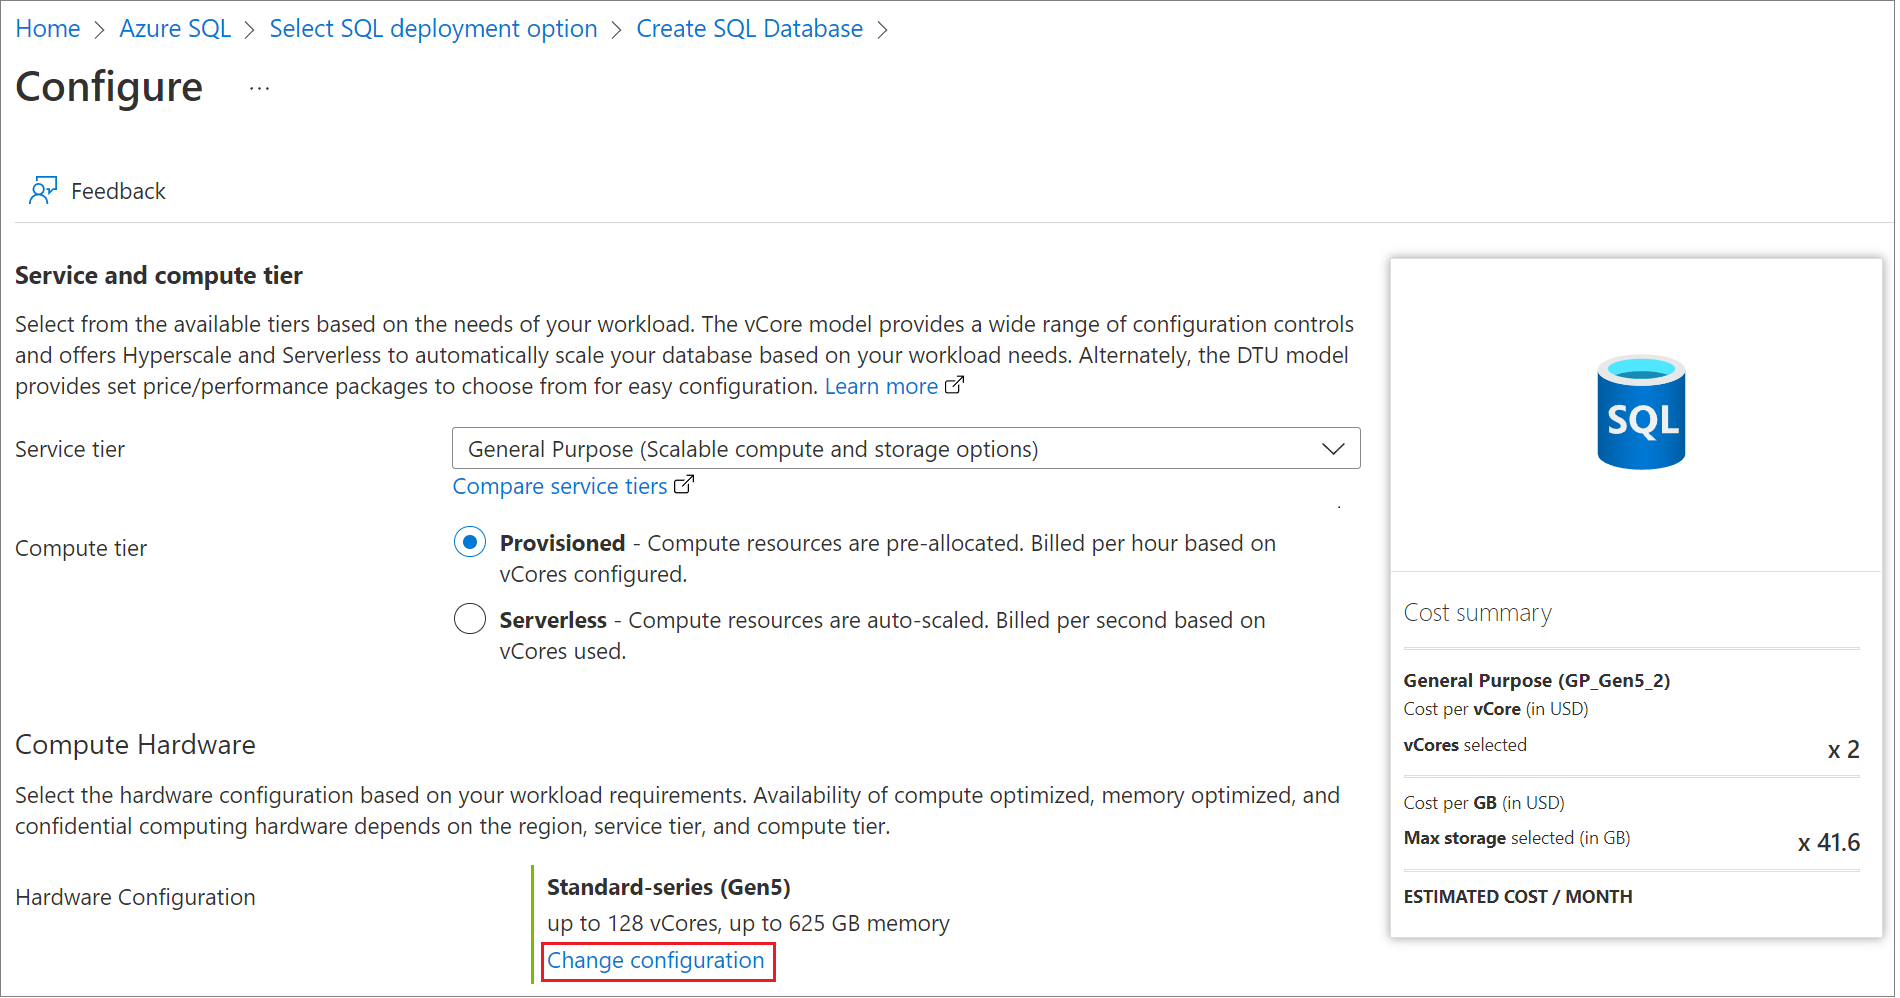 Home > Azure SQL > Select SQL deployment option > Create SQL Database >
Configure ...
Feedback
Service and compute tier
Select from the available tiers based on the needs of your workload. The vCore model provides a wide range of configuration controls
and offers Hyperscale and Serverless to automatically scale your database based on your workload needs. Alternately, the DTU model
provides set price/performance packages to choose from for easy configuration. Learn more
Service tier
General Purpose (Scalable compute and storage options)
Compare service tiers
Compute tier
Provisioned - Compute resources are pre-allocated. Billed per hour based on
vCores configured.
Serverless - Compute resources are auto-scaled. Billed per second based on
vCores used.
Compute Hardware
Select the hardware configuration based on your workload requirements. Availability of compute optimized, memory optimized, and
confidential computing hardware depends on the region, service tier, and compute tier.
Hardware Configuration
Standard-series (Gen5)
up to 128 vCores, up to 625 GB memory
Change configuration
SQL
Cost summary
General Purpose (GP_Gen5_2)
Cost per vCore (in USD)
vCores selected x 2
Cost per GB (in USD)
Max storage selected (in GB) x 41.6
ESTIMATED COST / MONTH